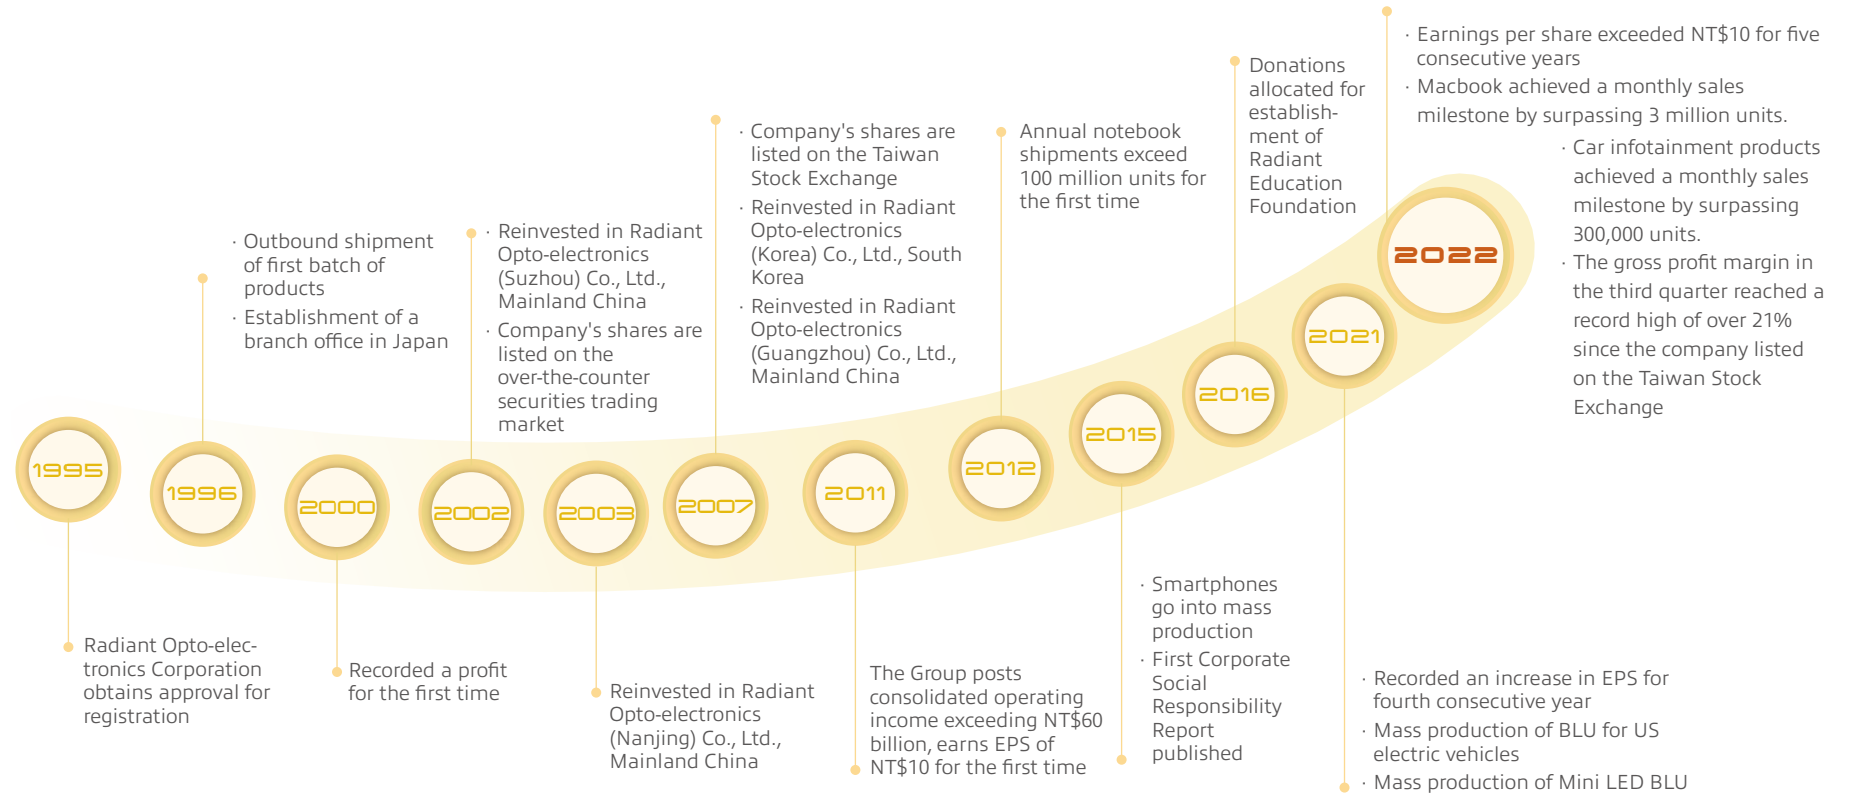 1995
Radiant Opto-elec-
tronics Corporation
obtains approval for
registration
1996
· Outbound shipment
of first batch of
products
· Establishment of a
branch office in Japan
2000
Recorded a profit
for the first time
2002
· Reinvested in Radiant
Opto-electronics
(Suzhou) Co., Ltd.,
Mainland China
· Company's shares are
listed on the
over-the-counter
securities trading
market
2003
Reinvested in Radiant
Opto-electronics
(Nanjing) Co., Ltd.,
Mainland China
2007
· Company's shares are
listed on the Taiwan
Stock Exchange
· Reinvested in Radiant
Opto-electronics
(Korea) Co., Ltd., South
Korea
· Reinvested in Radiant
Opto-electronics
(Guangzhou) Co., Ltd.,
Mainland China
2011
The Group posts
consolidated operating
income exceeding NT$60
billion, earns EPS of
NT$10 for the first time
2012
Annual notebook
shipments exceed
100 million units for
the first time
2015
· Smartphones
go into mass
production
· First Corporate
Social
Responsibility
Report
published
2016
Donations
allocated for
establish-
ment of
Radiant
Education
Foundation
2021
· Recorded an increase in EPS for
fourth consecutive year
· Mass production of BLU for US
electric vehicles
· Mass production of Mini LED BLU
2022
· Earnings per share exceeded NT$10 for five
consecutive years
· Macbook achieved a monthly sales
milestone by surpassing 3 million units.
· Car infotainment products
achieved a monthly sales
milestone by surpassing
300,000 units.
· The gross profit margin in
the third quarter reached a
record high of over 21%
since the company listed
on the Taiwan Stock
Exchange